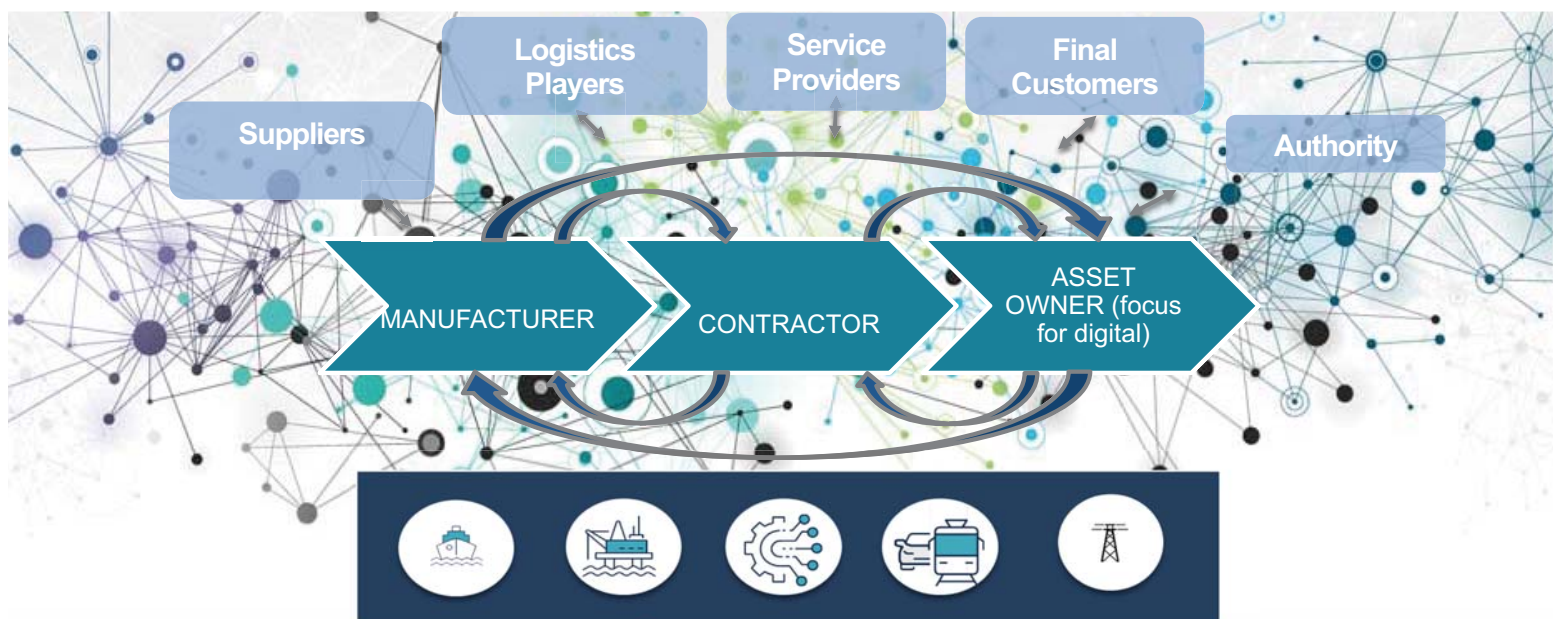 Logistics
Players
Service
Providers
Final
Customers
Suppliers
Authority
MANUFACTURER
CONTRACTOR
ASSET
OWNER (focus
for digital)